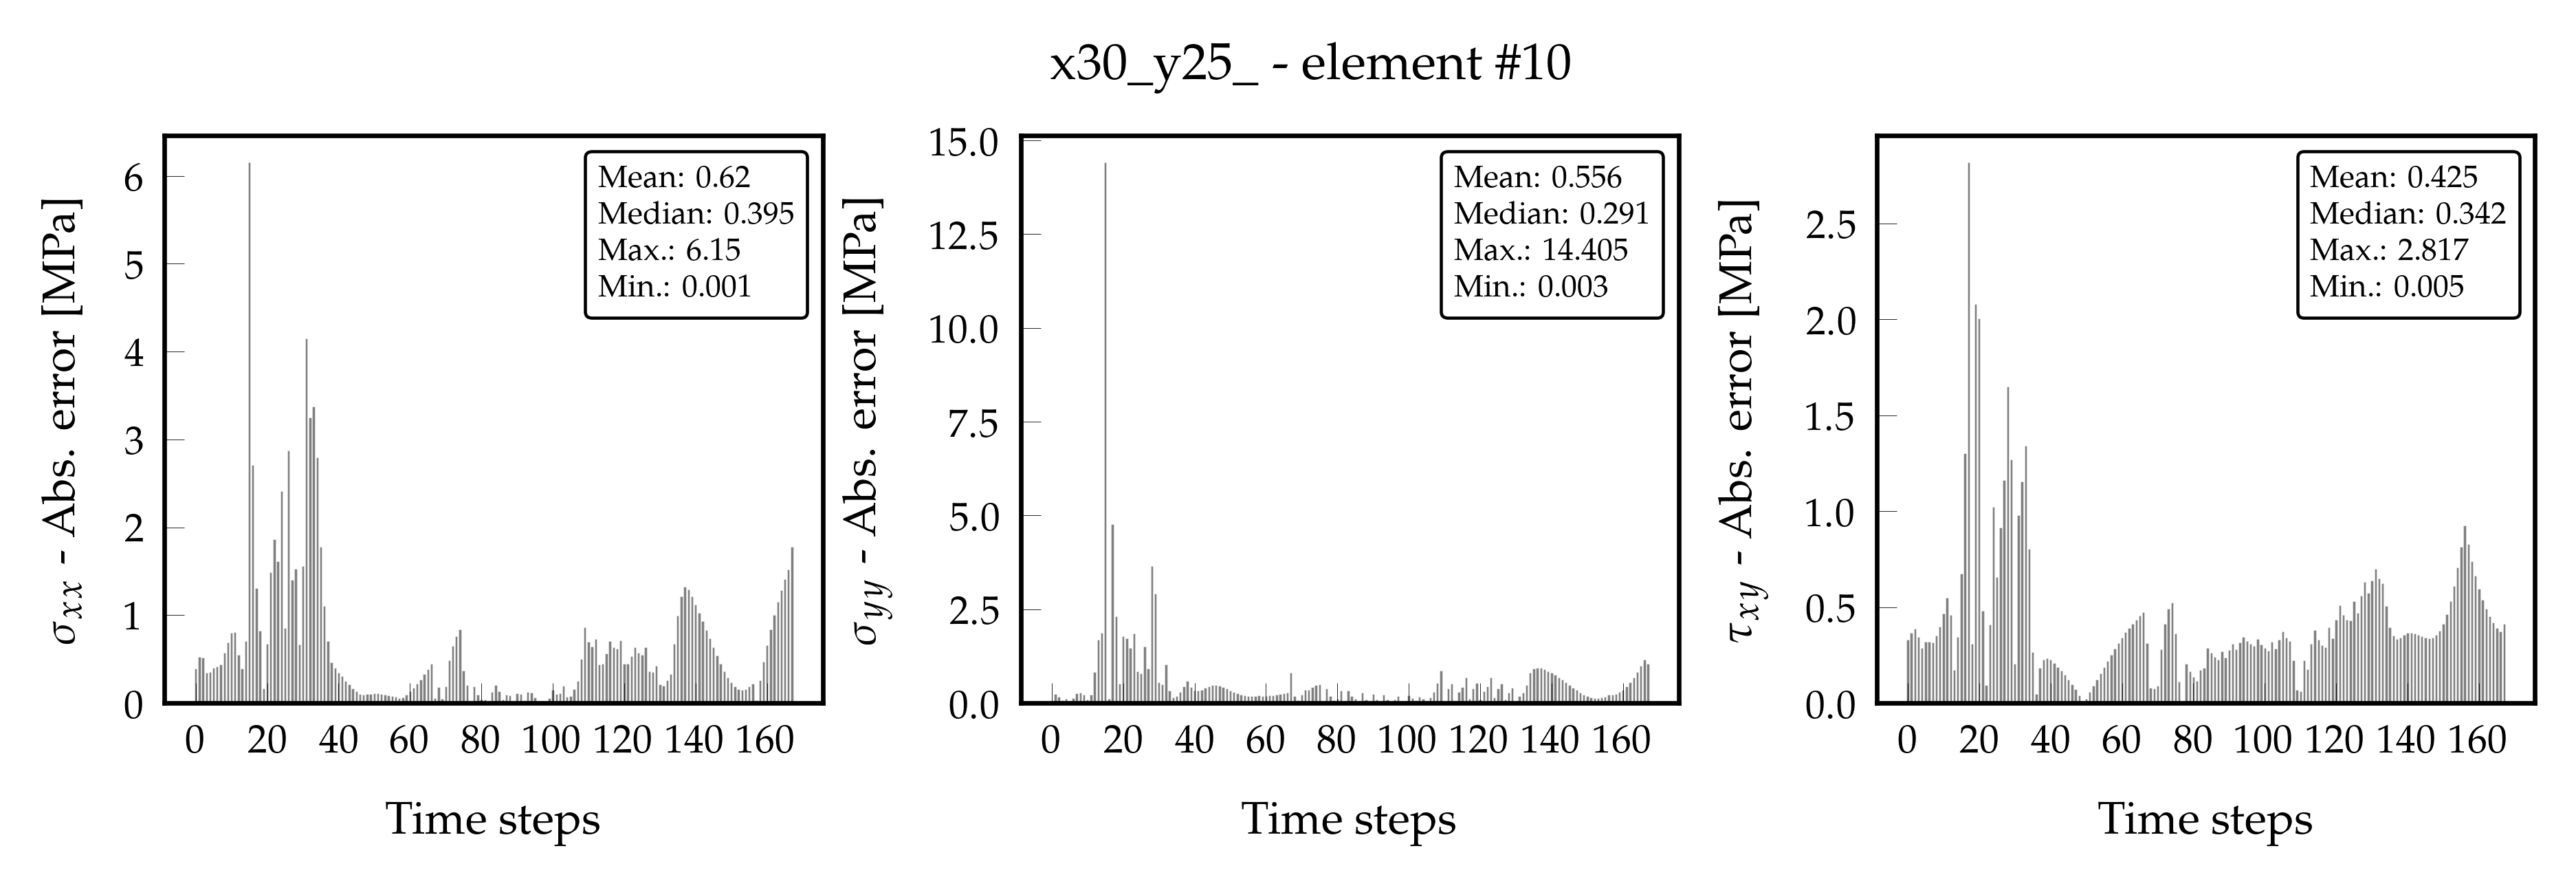 x30_y25_ - element #10
σxx - Abs. error [MPa]
6
5
4
3
2
1
0
Mean: 0.62
Median: 0.395
Max.: 6.15
Min.: 0.001
0 20 40 60 80 100 120 140 160
Time steps
σyy - Abs. error [MPa]
15.0
12.5
10.0
7.5
5.0
2.5
0.0
Mean: 0.556
Median: 0.291
Max.: 14.405
Min.: 0.003
0 20 40 60 80 100 120 140 160
Time steps
τxy - Abs. error [MPa]
2.5
2.0
1.5
1.0
0.5
0.0
Mean: 0.425
Median: 0.342
Max.: 2.817
Min.: 0.005
0 20 40 60 80 100 120 140 160
Time steps